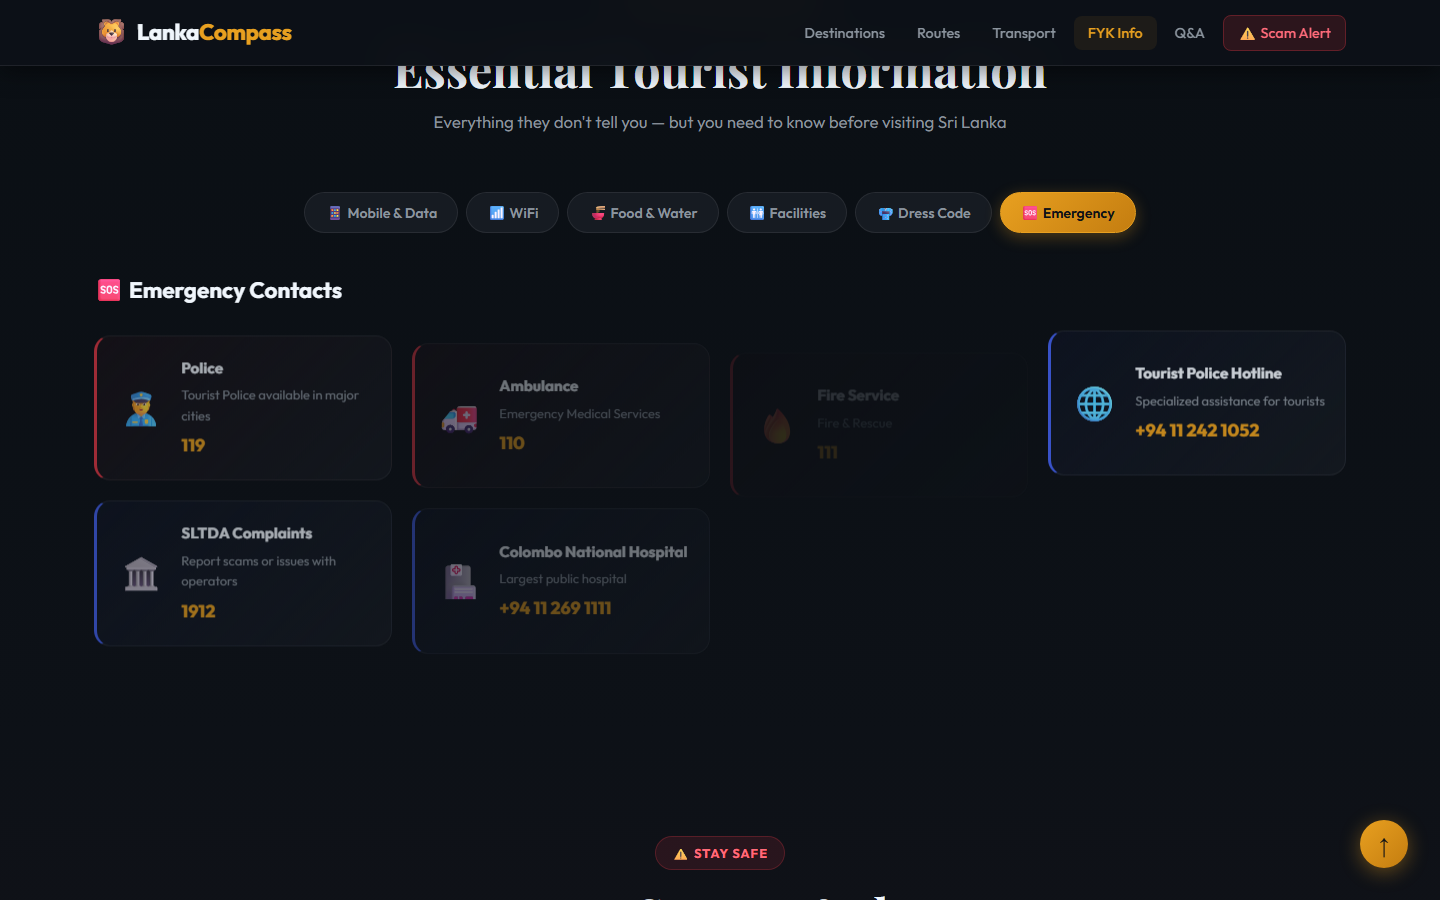 LankaCompass
Destinations
Routes
Transport
FYK Info
Q&A
Scam Alert
Essential Tourist Information
Everything they don't tell you — but you need to know before visiting Sri Lanka
Mobile & Data
WiFi
Food & Water
Facilities
Dress Code
SOS Emergency
SOS Emergency Contacts
Police
Tourist Police available in major
cities
119
Ambulance
Emergency Medical Services
110
Fire Service
Fire & Rescue
111
Tourist Police Hotline
Specialized assistance for tourists
+94 11 242 1052
SLTDA Complaints
Report scams or issues with
operators
1912
Colombo National Hospital
Largest public hospital
+94 11 269 1111
STAY SAFE